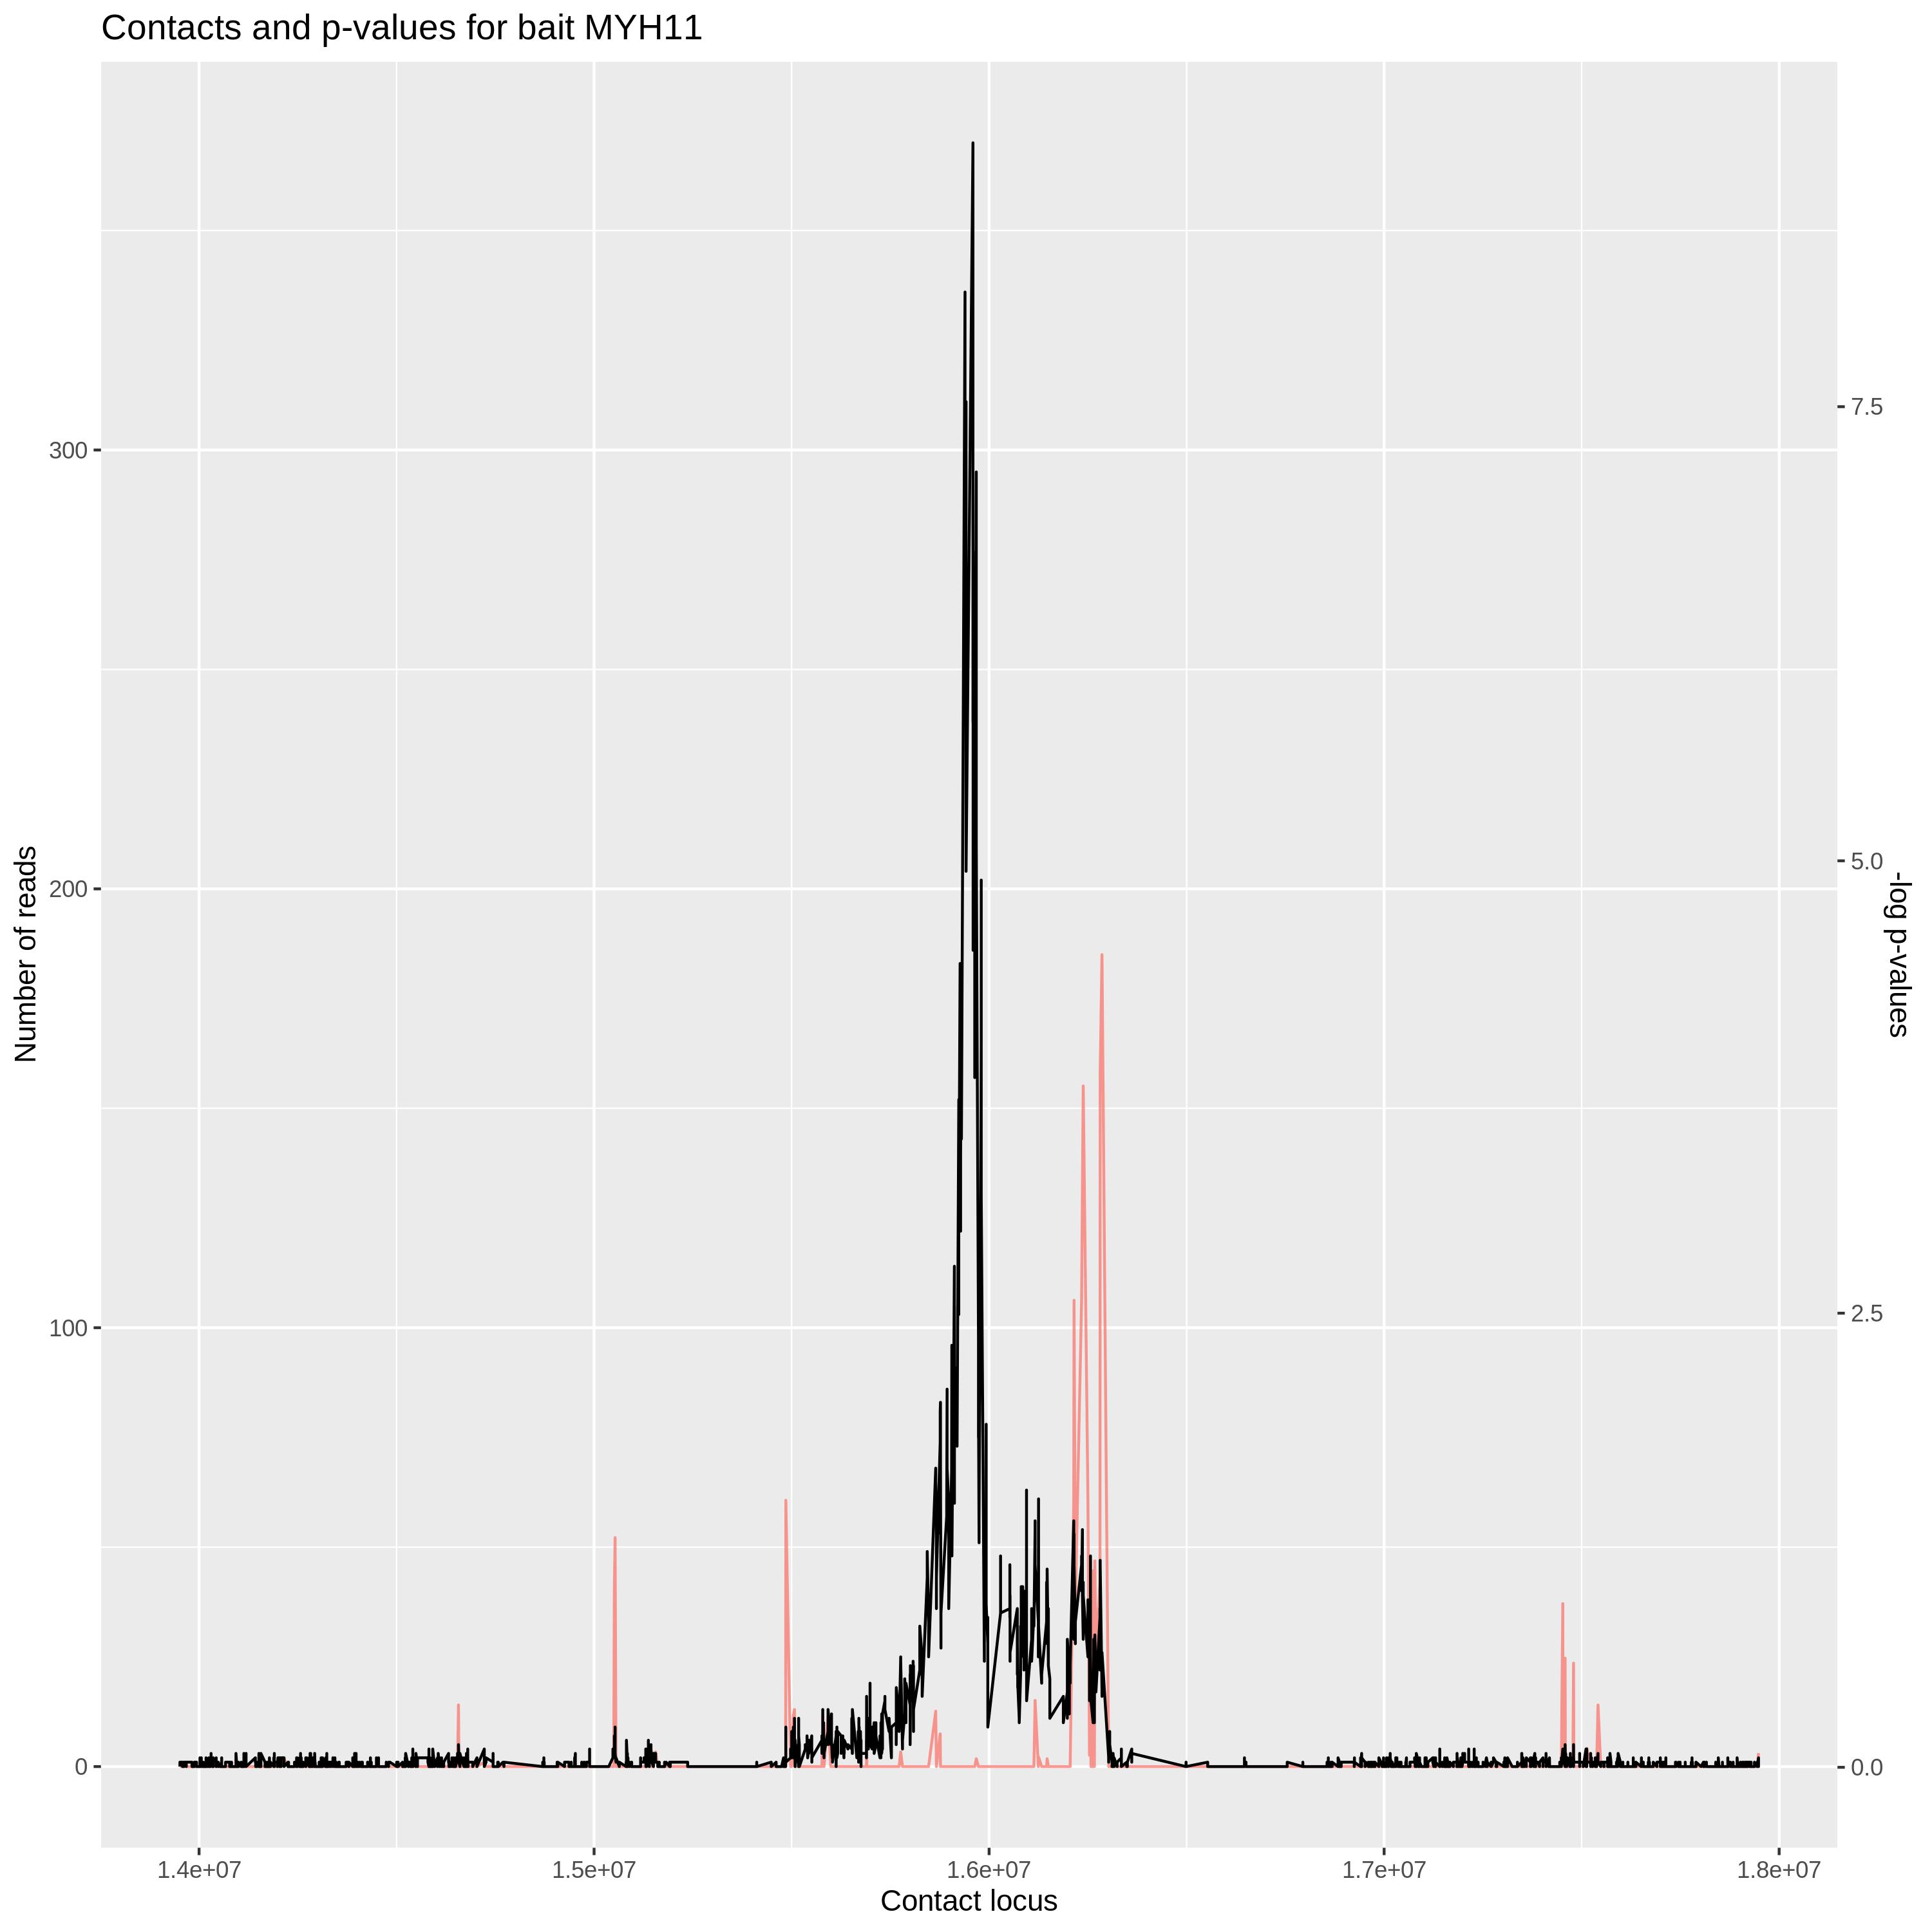 Contacts and p-values for bait MYH11
Number of reads
300
200
100
0
7.5
5.0
2.5
0.0
-log p-values
1.4e+07 1.5e+07 1.6e+07 1.7e+07 1.8e+07
Contact locus